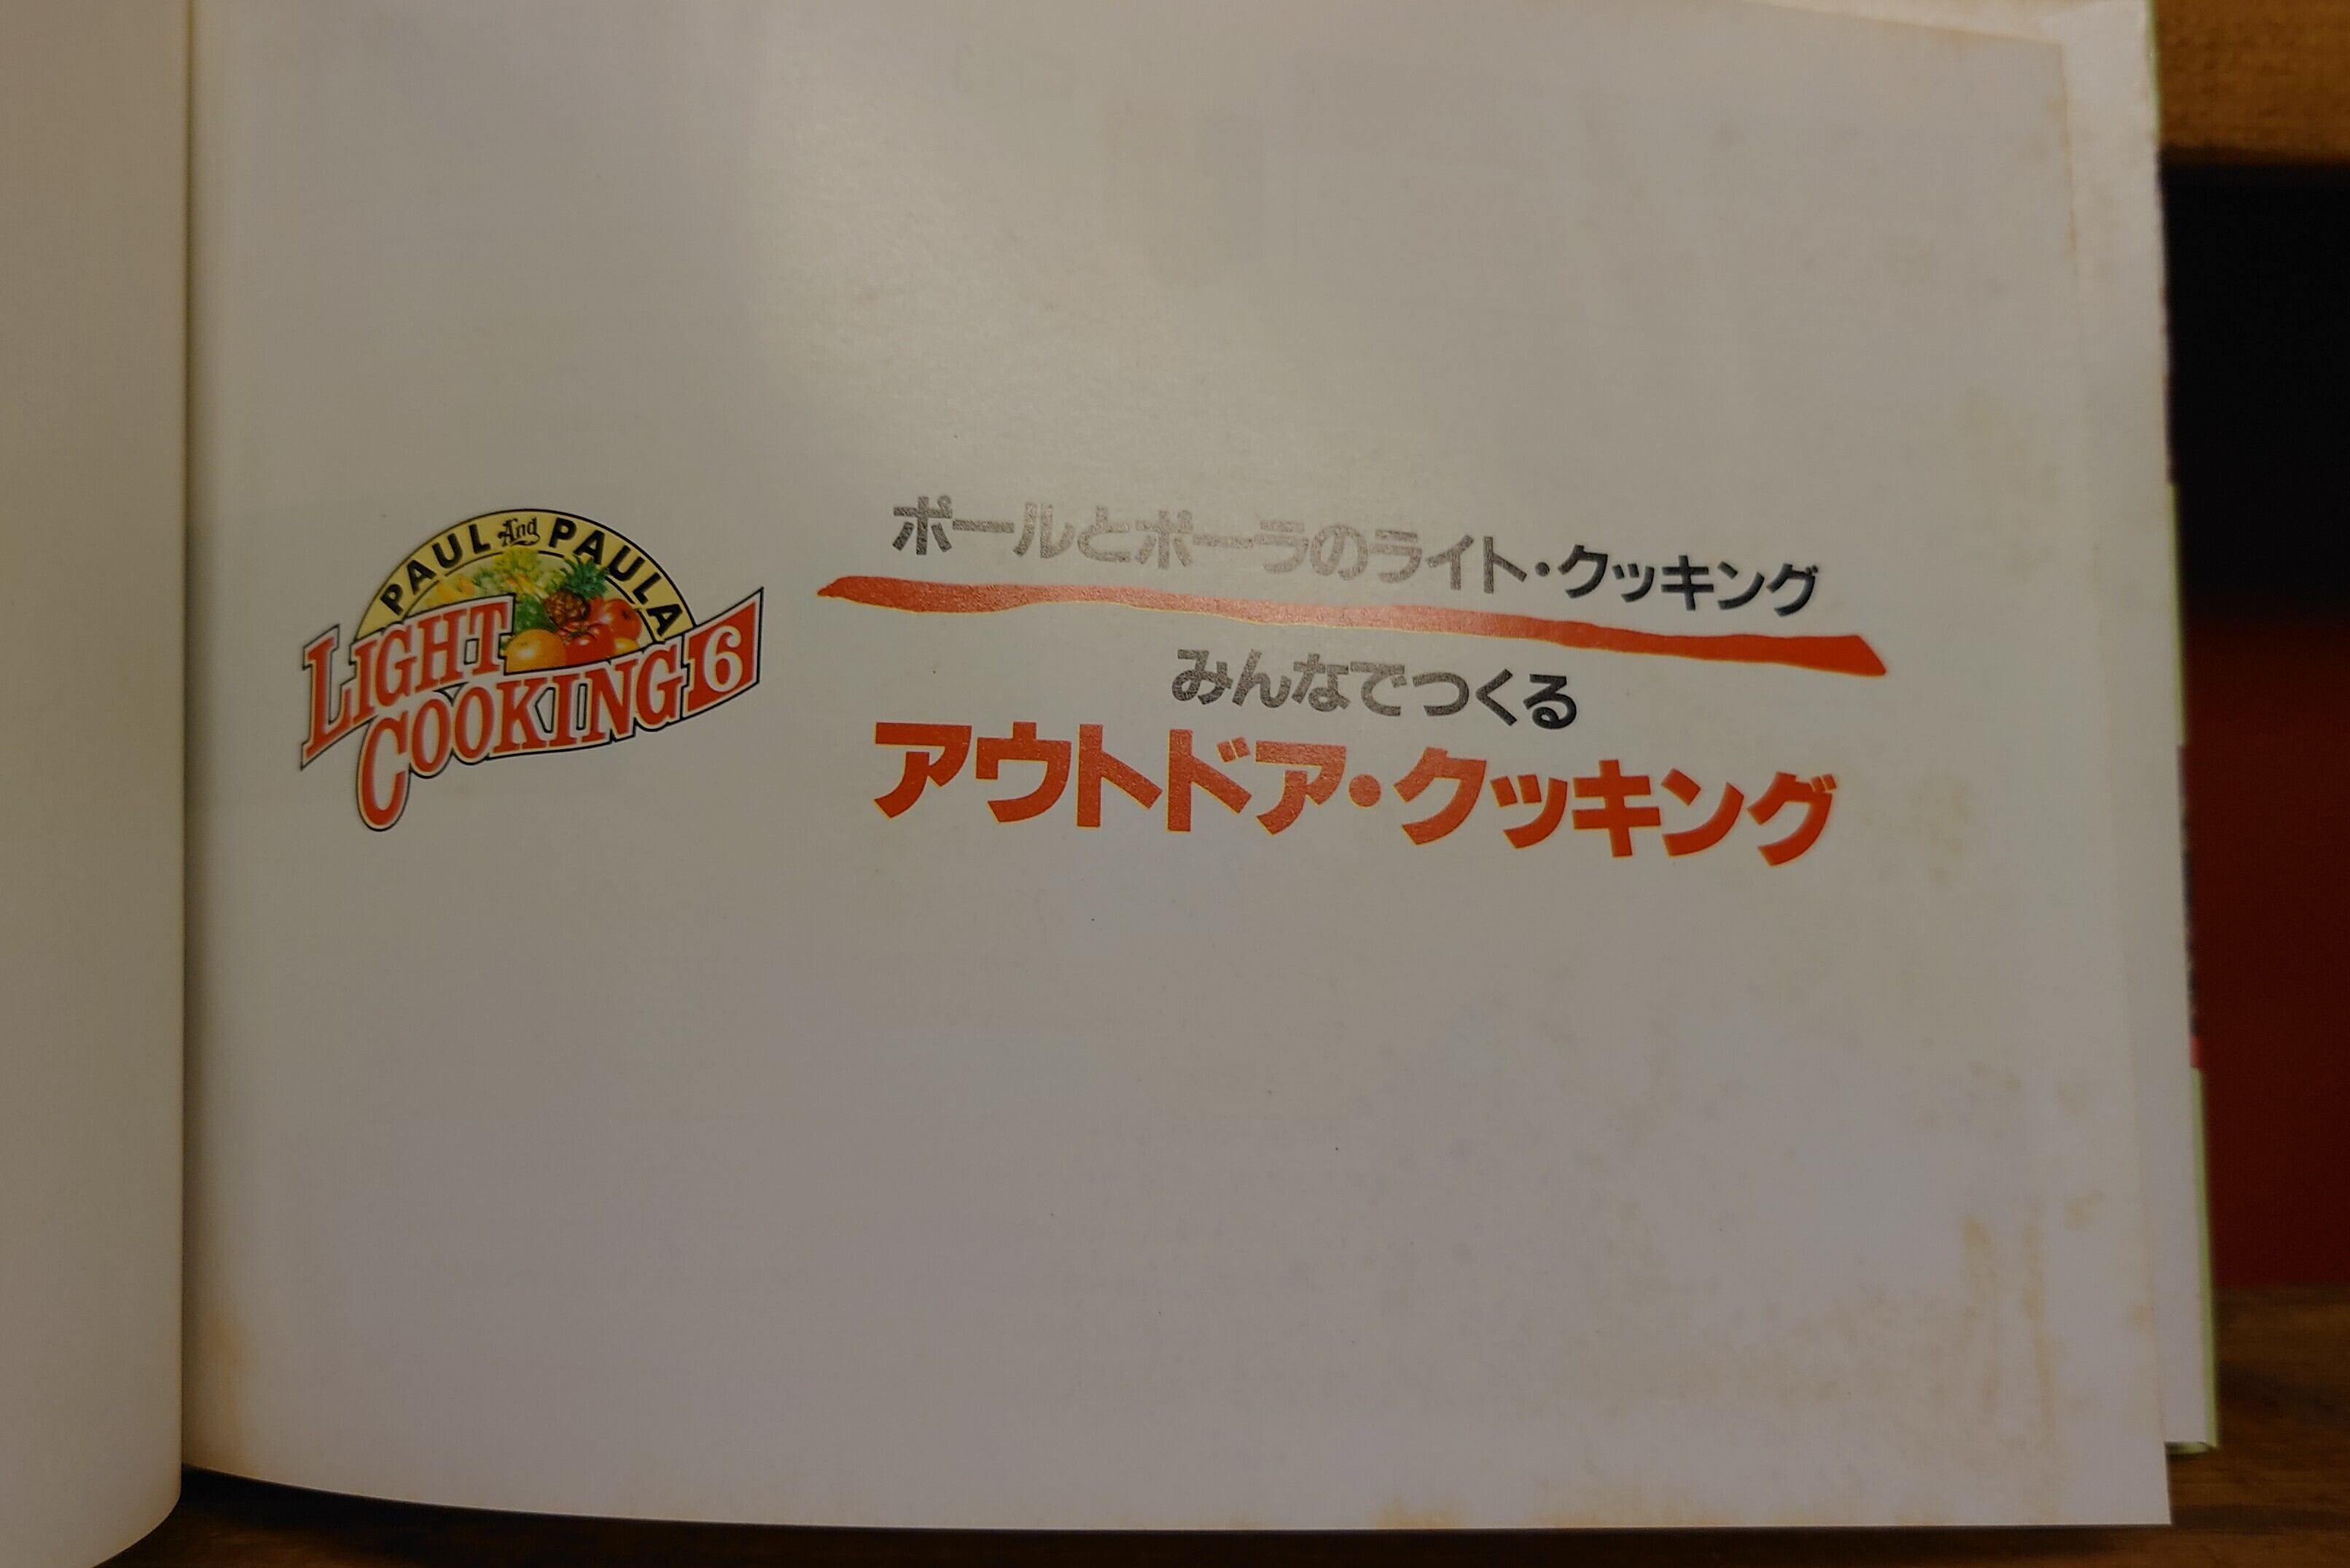 PAUL And PAULA
LIGHT
COOKING 6
ポールとポーラのライト・クッキング
みんなでつくる
アウトドア・クッキング